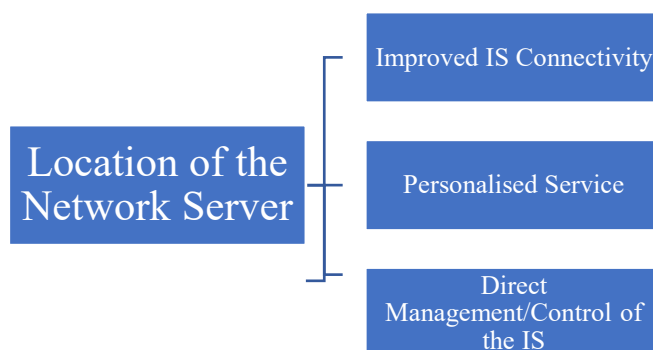 Location of the
Network Server
Improved IS Connectivity
Personalised Service
Direct
Management/Control of
the IS